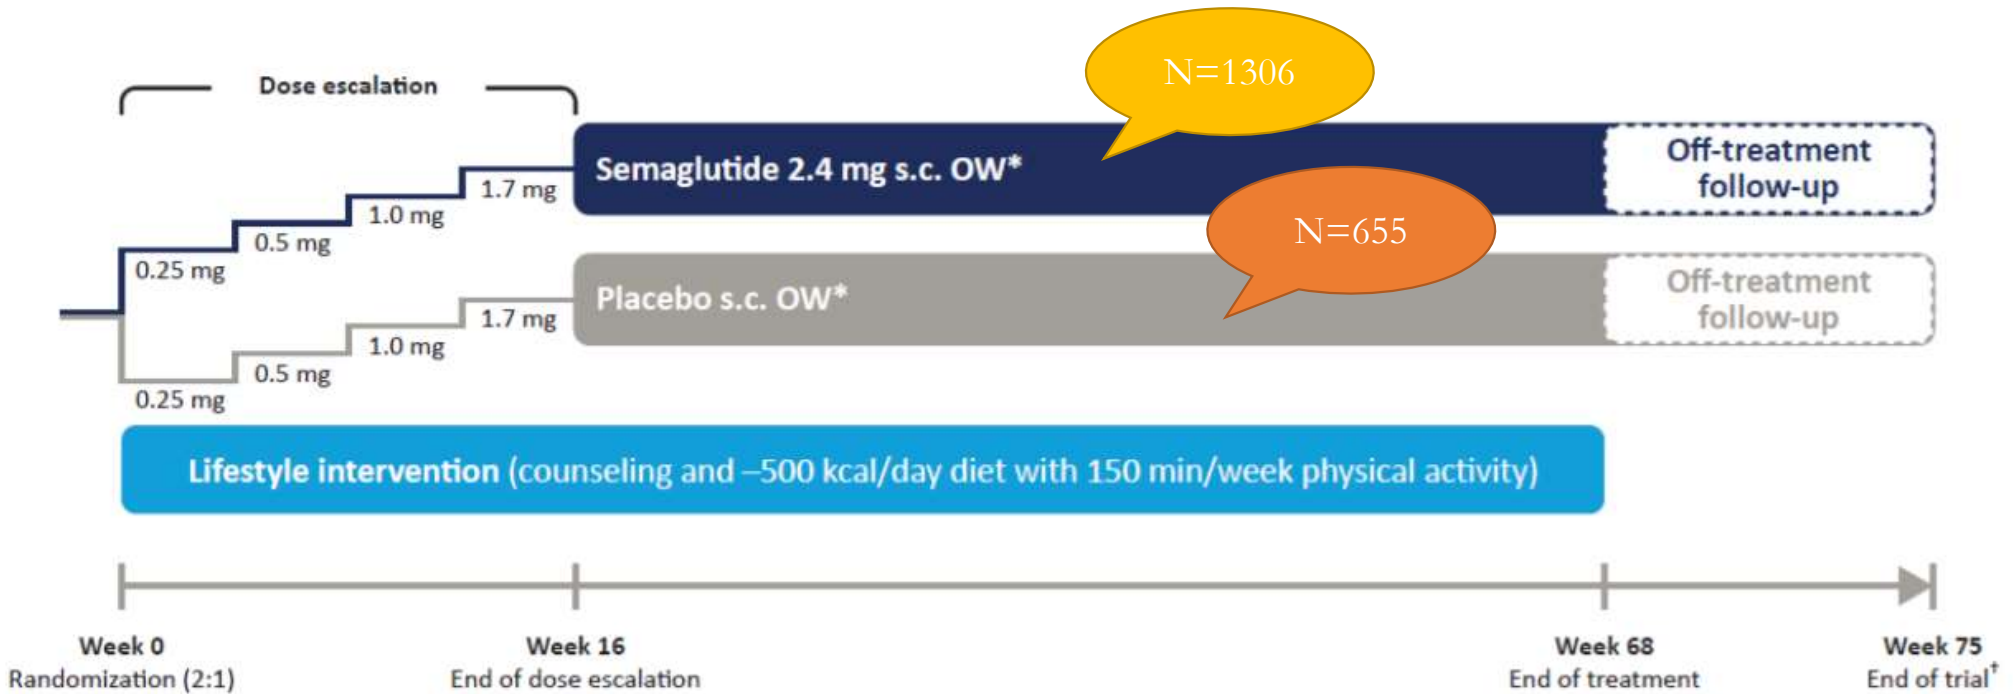 N=1306
Dose escalation
Semaglutide 2.4 mg s.c. OW*
Off-treatment
follow-up
1.7 mg
1.0 mg
0.5 mg
0.25 mg
N=655
Placebo s.c. OW*
Off-treatment
follow-up
1.7 mg
1.0 mg
0.5 mg
0.25 mg
Lifestyle intervention (counseling and –500 kcal/day diet with 150 min/week physical activity)
Week 0
Randomization (2:1)
Week 16
End of dose escalation
Week 68
End of treatment
Week 75
End of trial†